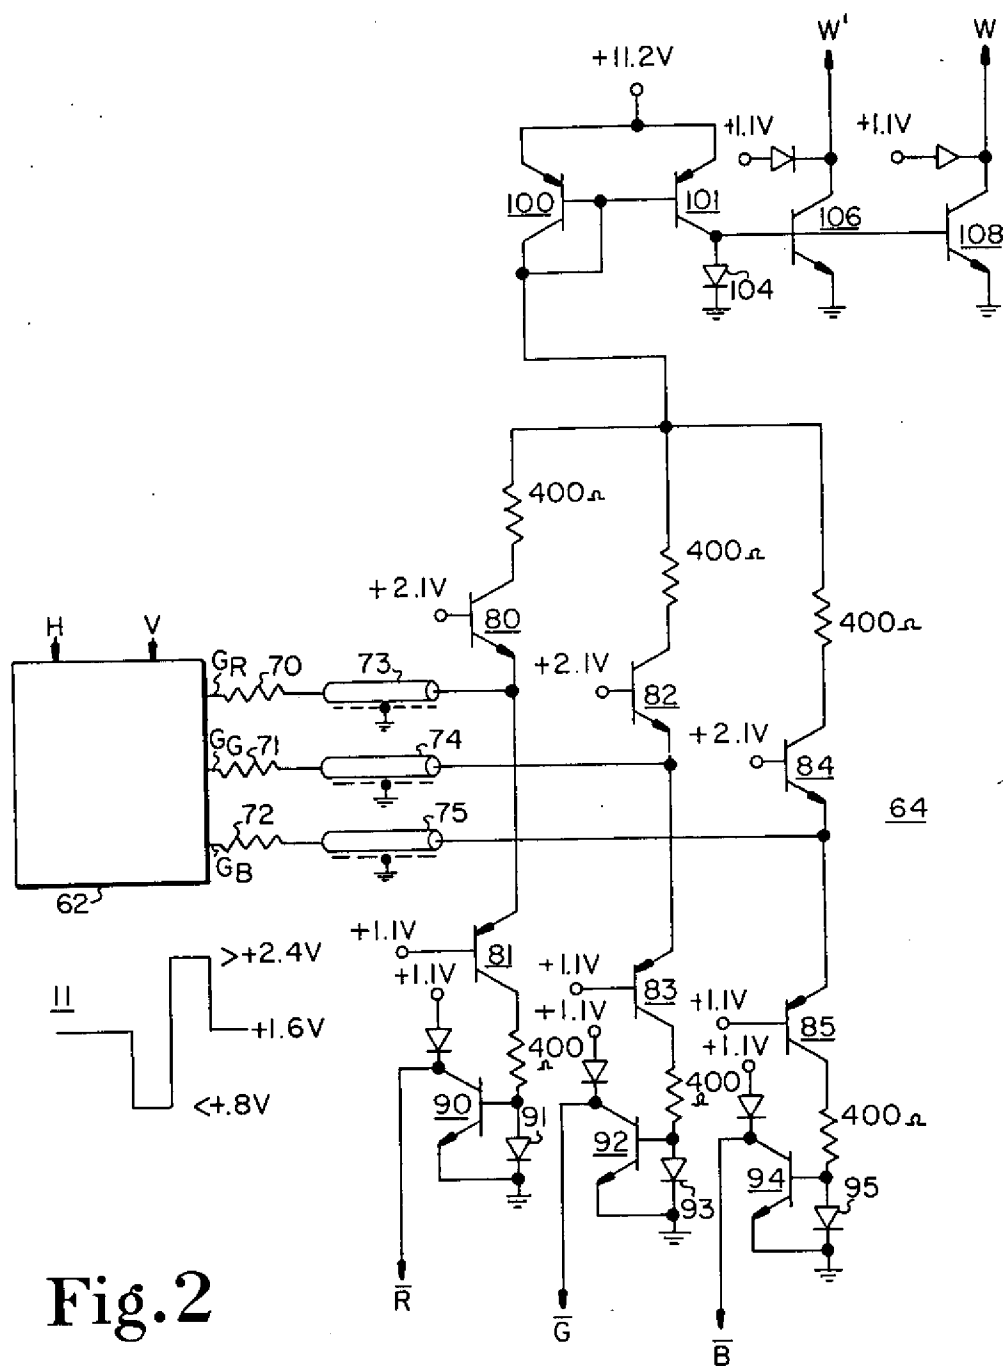 W'
W
+11.2V
+1.1V
+1.1V
100
101
106
108
104
400Ω
400Ω
+2.1V
80
H
V
400Ω
GR
70
73
+2.1V
82
GG
71
74
+2.1V
84
72
75
64
GB
62
+1.1V
81
>+2.4V
+1.1V
+1.1V
83
11
+1.6V
+1.1V
85
+1.1V
400
Ω
+1.1V
<+.8V
90
91
400
Ω
400Ω
92
93
94
95
R̅
G̅
B̅
Fig.2